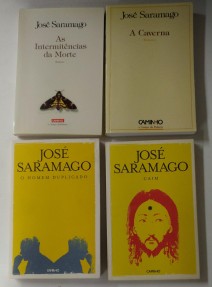 José Saramago
As
Intermitências
da Morte
José Saramago
A Caverna
CAMINHO
JOSÉ
SARAMAGO
O HOMEM DUPLICADO
CAMINHO
JOSÉ
SARAMAGO
CAIM
CAMINHO